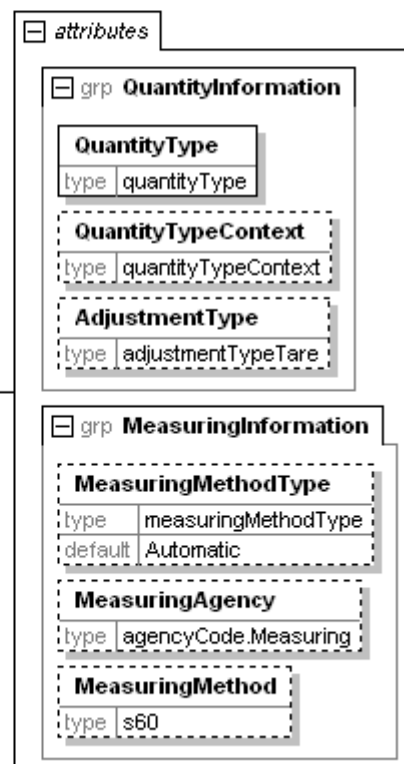 attributes
grp QuantityInformation
QuantityType
type quantityType
QuantityTypeContext
type quantityTypeContext
AdjustmentType
type adjustmentTypeTare
grp MeasuringInformation
MeasuringMethodType
type measuringMethodType
default Automatic
MeasuringAgency
type agencyCode.Measuring
MeasuringMethod
type s60